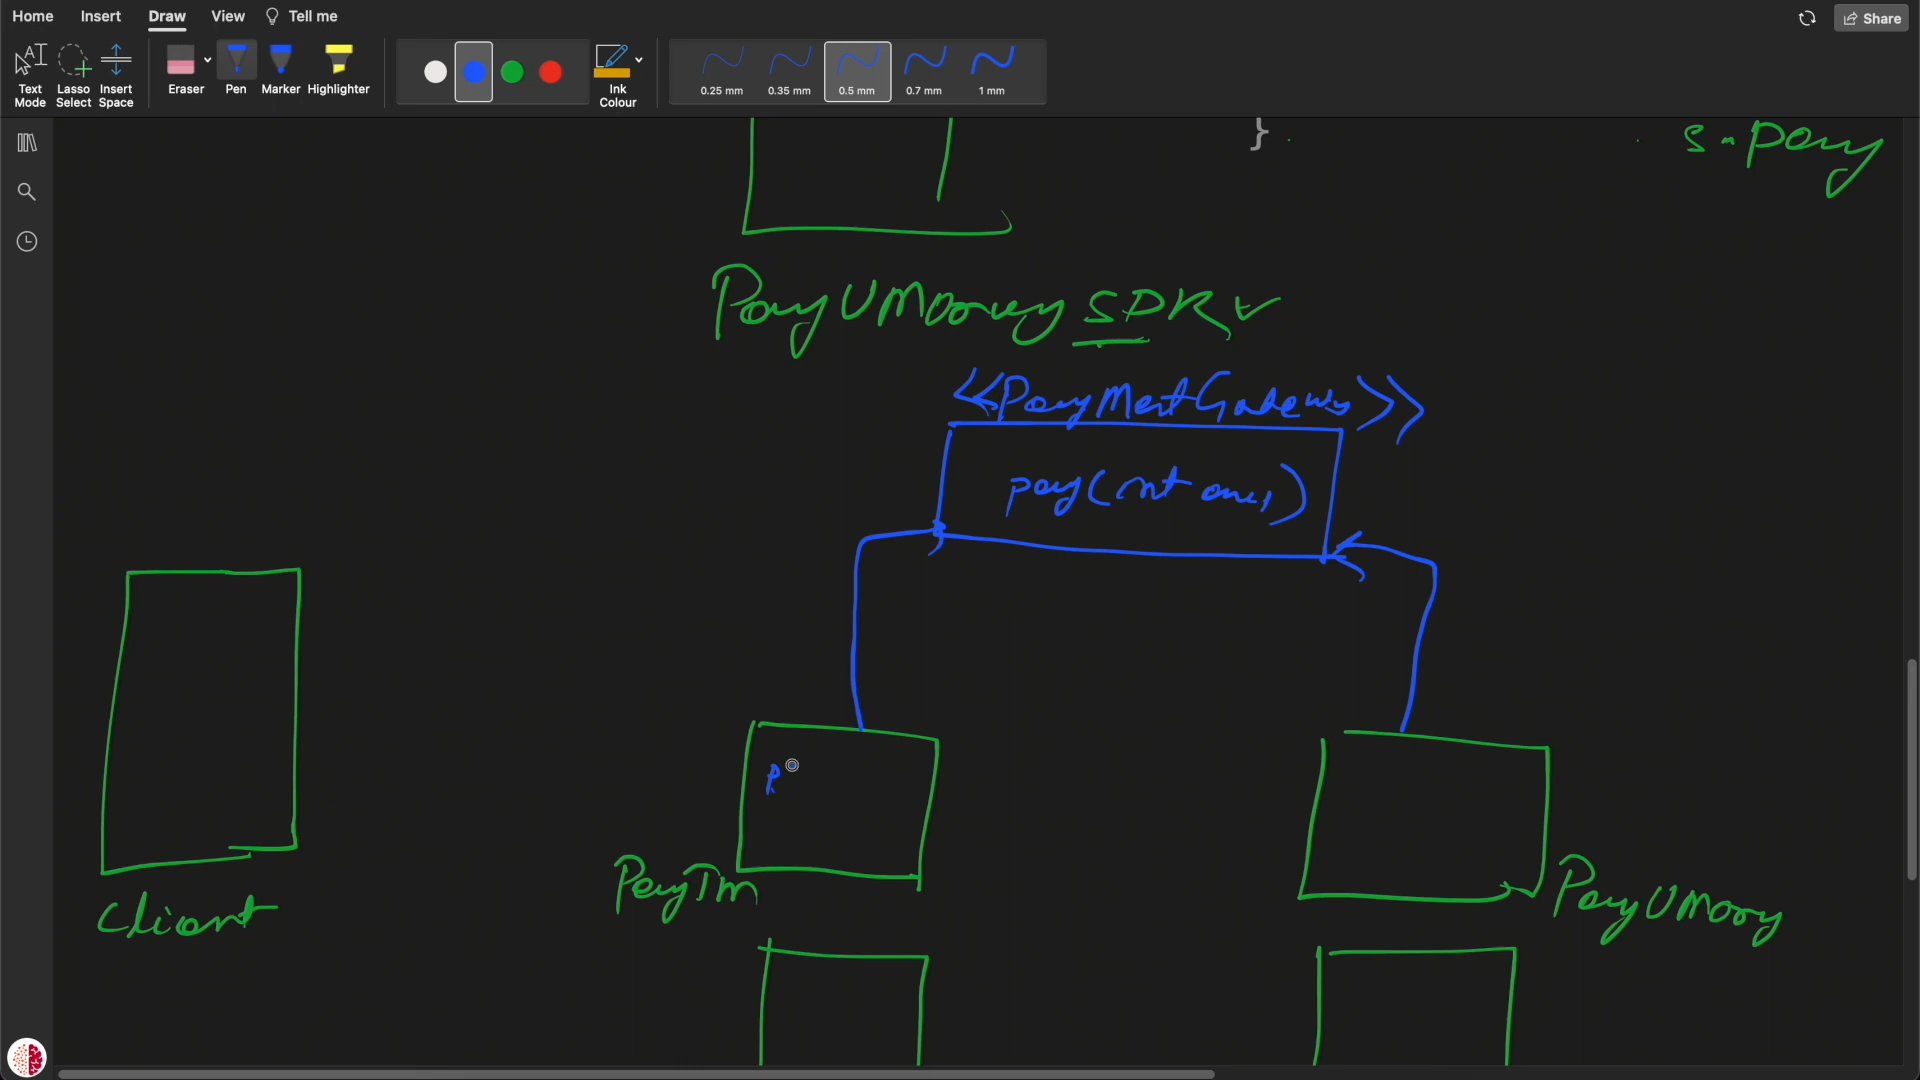 Home Insert Draw View Tell me
Share
Text Mode
Lasso Select
Insert Space
Eraser
Pen
Marker
Highlighter
Ink Colour
0.25 mm
0.35 mm
0.5 mm
0.7 mm
1 mm
}
s.pay
PayUMoney SDK
<<PaymentGateway>>
pay(int
P
PayTm
PayUMony
Client